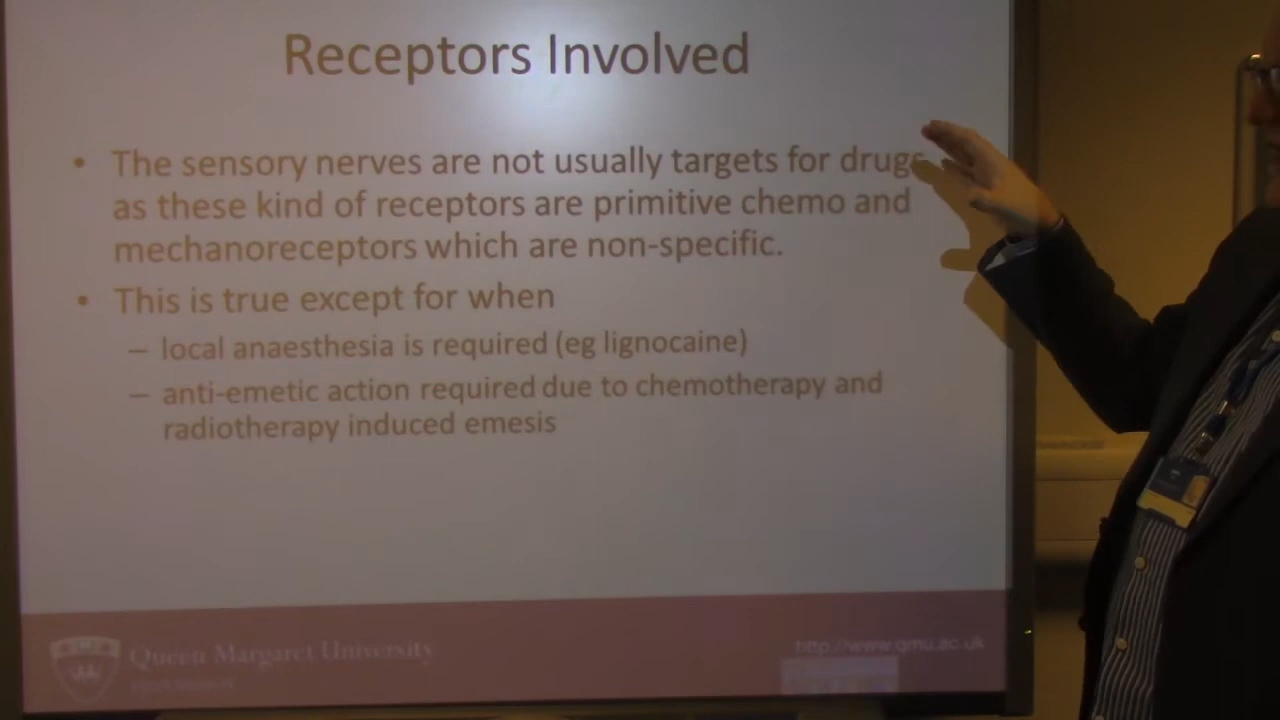 Receptors Involved
• The sensory nerves are not usually targets for drugs
as these kind of receptors are primitive chemo and
mechanoreceptors which are non-specific.
• This is true except for when
– local anaesthesia is required (eg lignocaine)
– anti-emetic action required due to chemotherapy and
radiotherapy induced emesis
Queen Margaret University
http://www.qmu.ac.uk